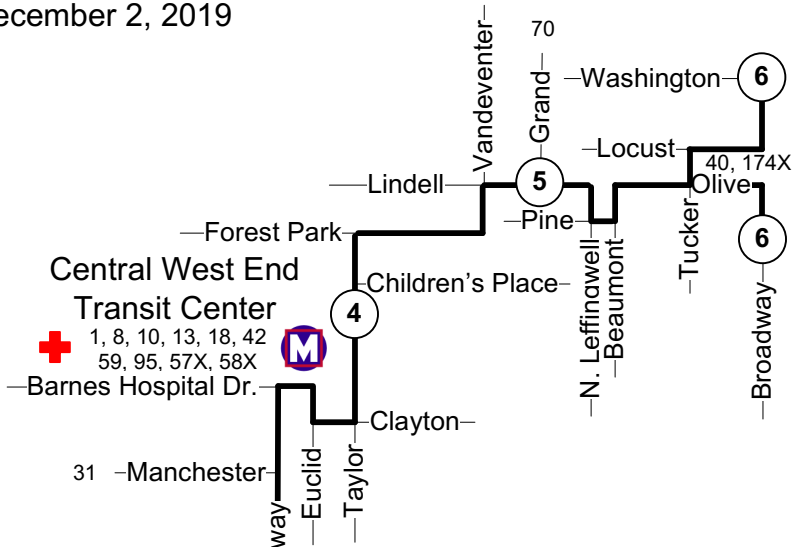 ecember 2, 2019
70
Vandeventer
Grand
Washington
6
Locust
40, 174X
Lindell
5
Olive
Pine
Forest Park
6
Central West End
Transit Center
Children's Place
N. Leffingwell
Beaumont
Tucker
Broadway
4
1, 8, 10, 13, 18, 42
59, 95, 57X, 58X
M
Barnes Hospital Dr.
Clayton
31
Manchester
Euclid
Taylor
way